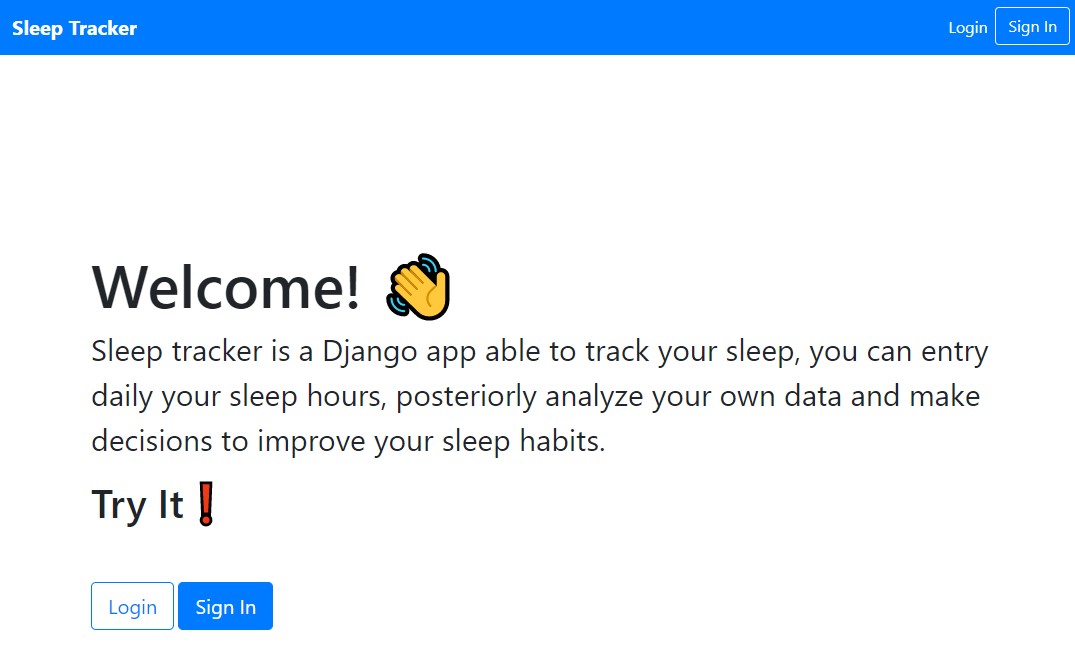 Sleep Tracker
Login
Sign In
Welcome! 👋
Sleep tracker is a Django app able to track your sleep, you can entry
daily your sleep hours, posteriorly analyze your own data and make
decisions to improve your sleep habits.
Try It❗
Login
Sign In